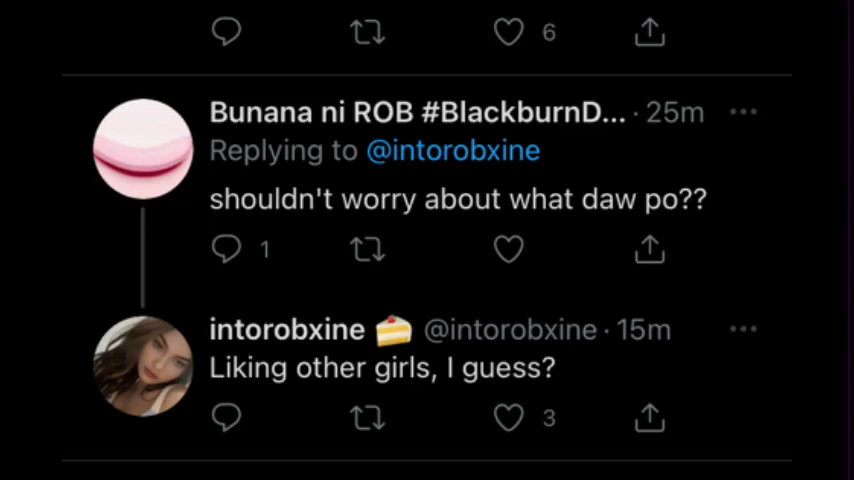 6
Bunana ni ROB #BlackburnD... · 25m
Replying to @intorobxine
shouldn't worry about what daw po??
1
intorobxine 🍰 @intorobxine · 15m
Liking other girls, I guess?
3